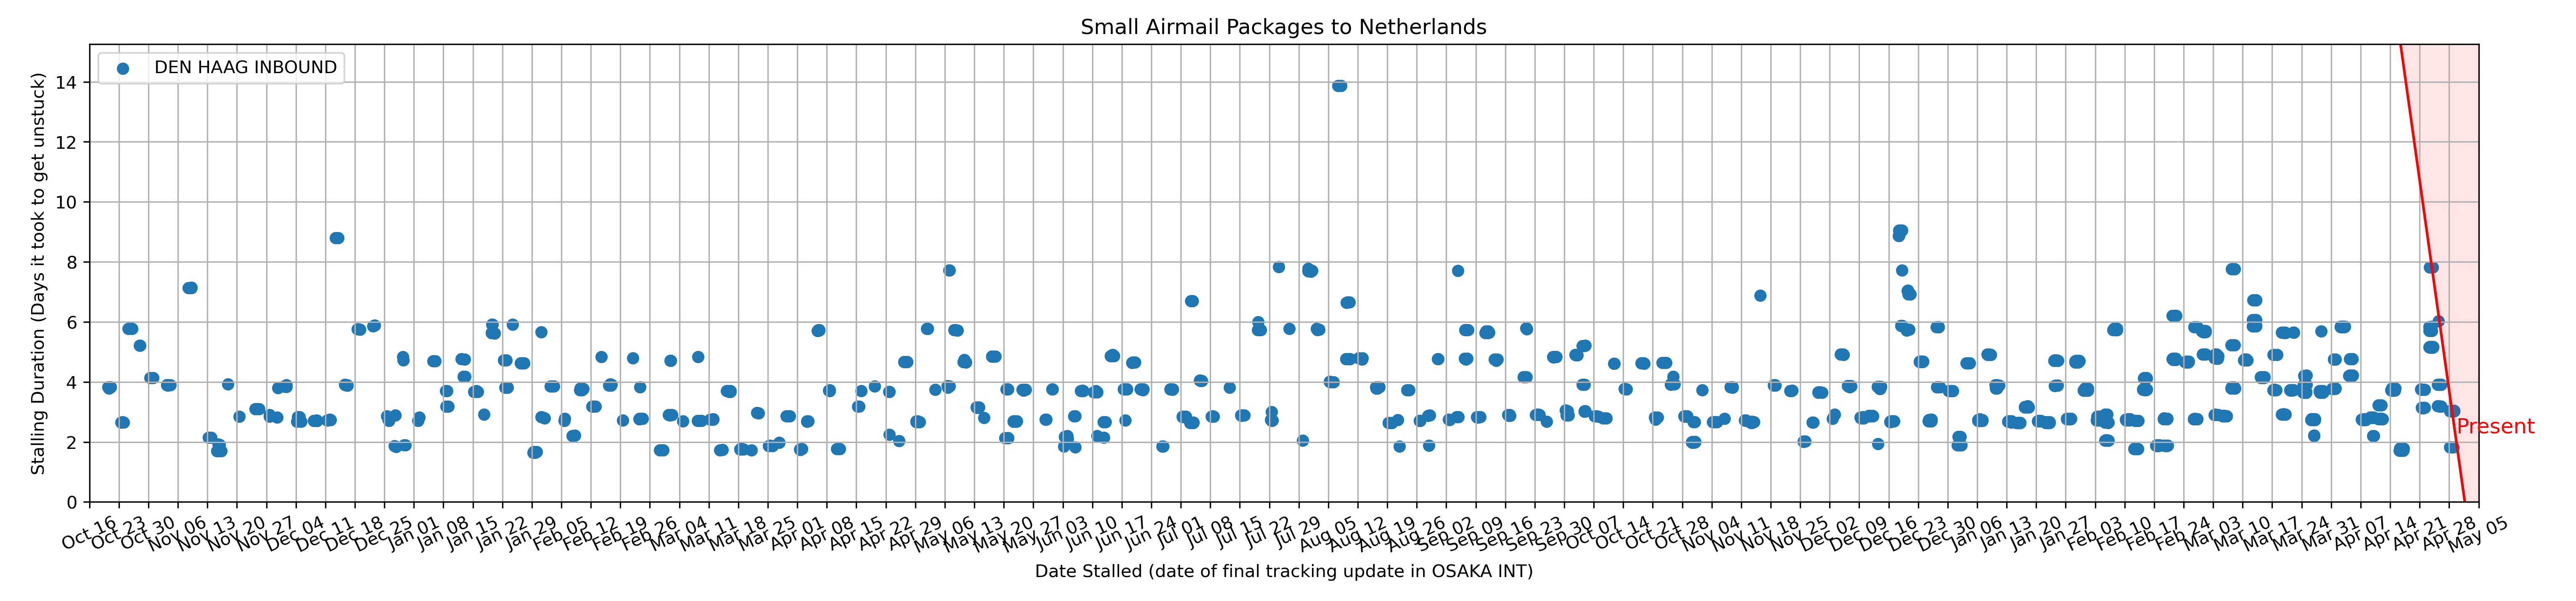 Small Airmail Packages to Netherlands
DEN HAAG INBOUND
Stalling Duration (Days it took to get unstuck)
14
12
10
8
6
4
2
0
Present
Oct 16
Oct 23
Oct 30
Nov 06
Nov 13
Nov 20
Nov 27
Dec 04
Dec 11
Dec 18
Dec 25
Jan 01
Jan 08
Jan 15
Jan 22
Jan 29
Feb 05
Feb 12
Feb 19
Feb 26
Mar 04
Mar 11
Mar 18
Mar 25
Apr 01
Apr 08
Apr 15
Apr 22
Apr 29
May 06
May 13
May 20
May 27
Jun 03
Jun 10
Jun 17
Jun 24
Jul 01
Jul 08
Jul 15
Jul 22
Jul 29
Aug 05
Aug 12
Aug 19
Aug 26
Sep 02
Sep 09
Sep 16
Sep 23
Sep 30
Oct 07
Oct 14
Oct 21
Oct 28
Nov 04
Nov 11
Nov 18
Nov 25
Dec 02
Dec 09
Dec 16
Dec 23
Dec 30
Jan 06
Jan 13
Jan 20
Jan 27
Feb 03
Feb 10
Feb 17
Feb 24
Mar 03
Mar 10
Mar 17
Mar 24
Mar 31
Apr 07
Apr 14
Apr 21
Apr 28
May 05
Date Stalled (date of final tracking update in OSAKA INT)